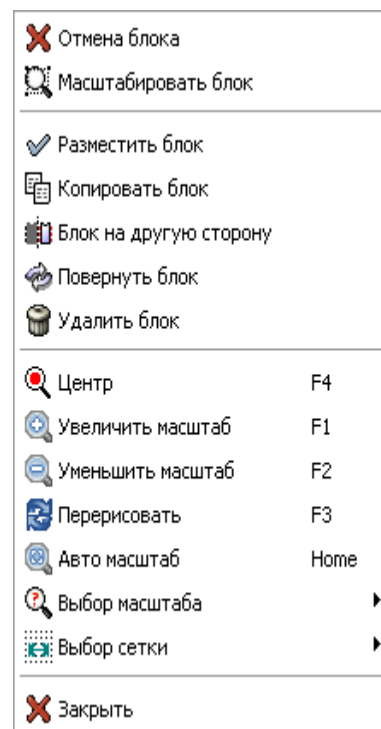 Отмена блока
Масштабировать блок
Разместить блок
Копировать блок
Блок на другую сторону
Повернуть блок
Удалить блок
Центр F4
Увеличить масштаб F1
Уменьшить масштаб F2
Перерисовать F3
Авто масштаб Home
Выбор масштаба
Выбор сетки
Закрыть